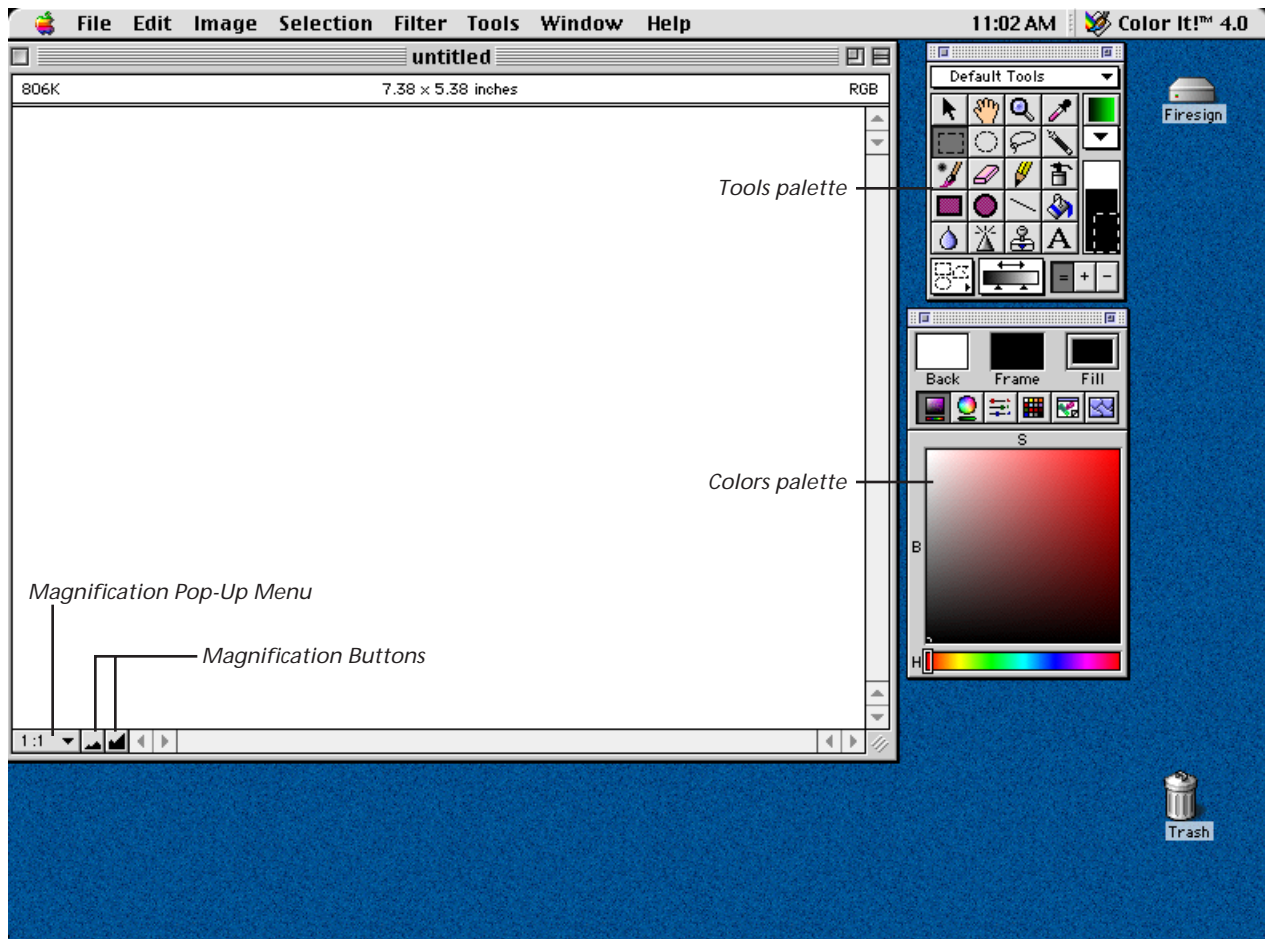 File Edit Image Selection Filter Tools Window Help 11:02 AM Color It!™ 4.0
untitled
806K 7.38 × 5.38 inches RGB
Default Tools
Firesign
Tools palette
A
= + −
Back Frame Fill
S
Colors palette
B
Magnification Pop-Up Menu
Magnification Buttons
H
1:1
Trash